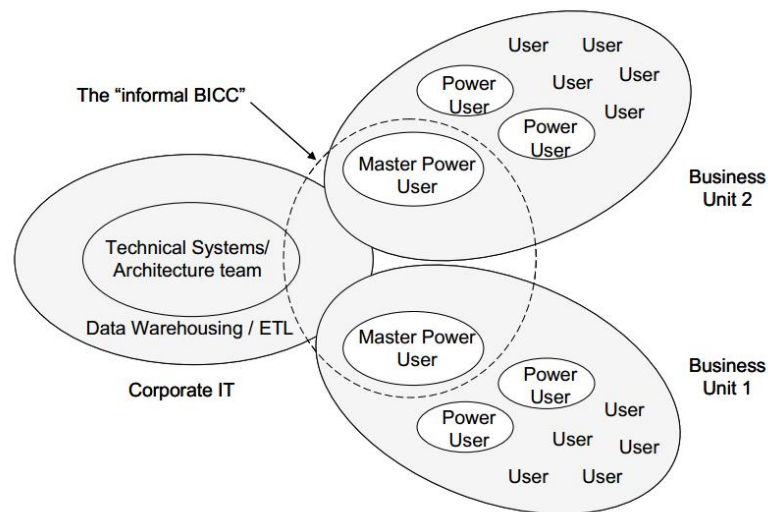 The “informal BICC”
User
User
User
User
User
Power
User
Power
User
Master Power
User
Business
Unit 2
Technical Systems/
Architecture team
Data Warehousing / ETL
Corporate IT
Master Power
User
Business
Unit 1
Power
User
Power
User
User
User
User
User
User